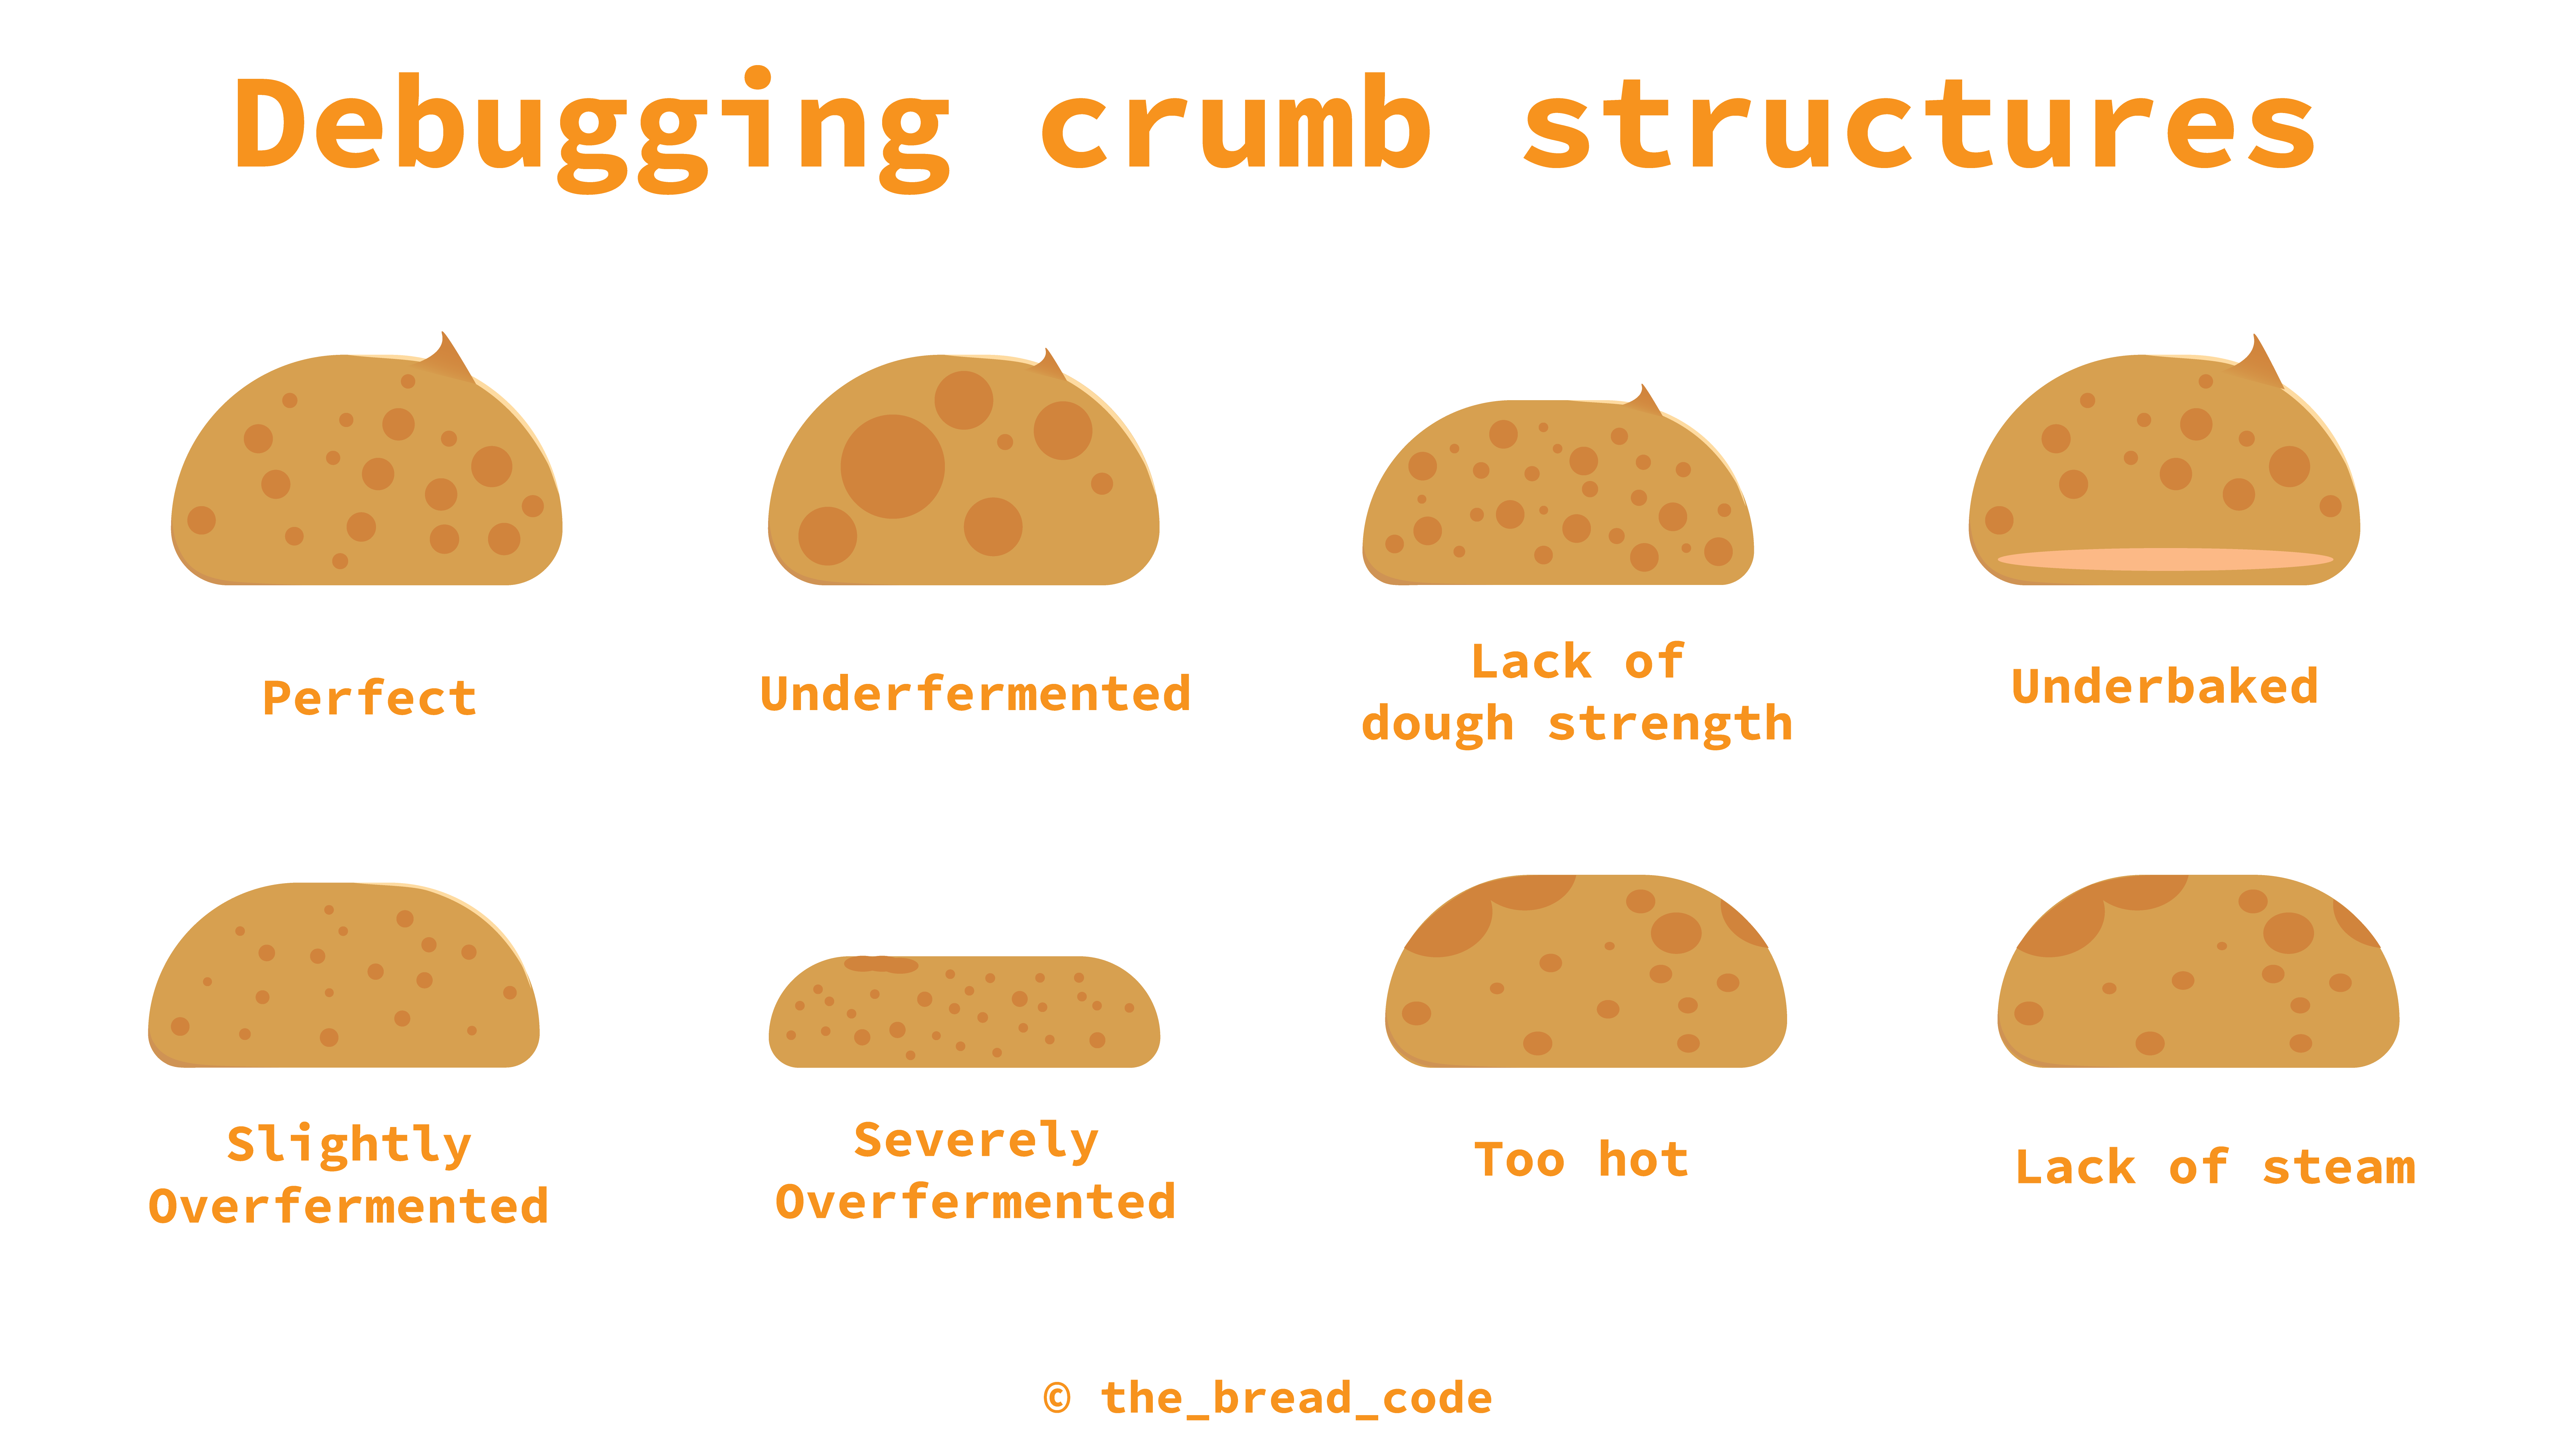 Debugging crumb structures
Perfect
Underfermented
Lack of
dough strength
Underbaked
Slightly
Overfermented
Severely
Overfermented
Too hot
Lack of steam
© the_bread_code